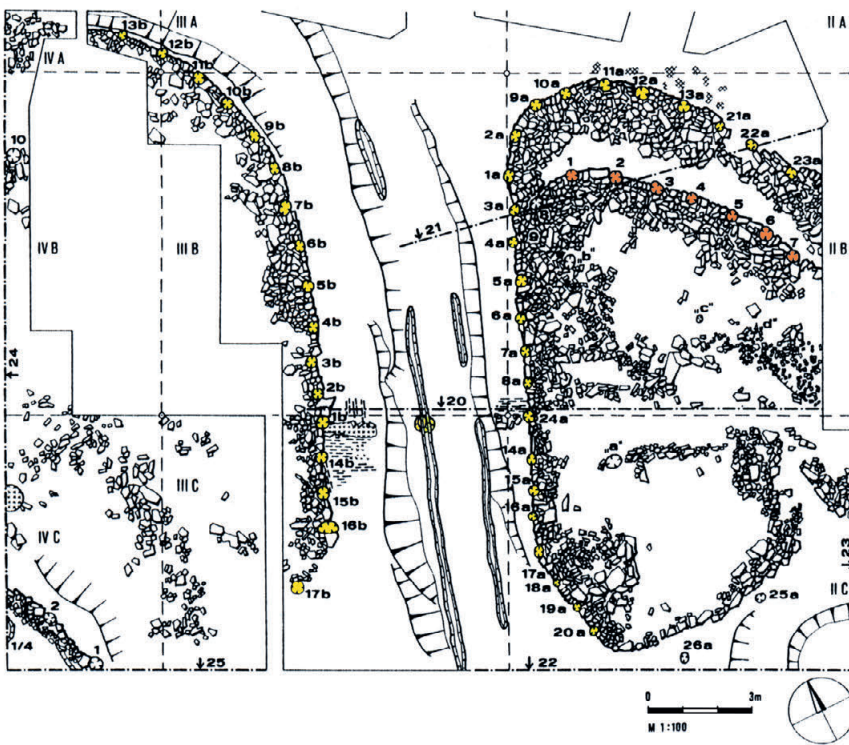 III A
II A
IV A
13b
12b
11b
10b
9b
8b
7b
6b
5b
4b
3b
2b
1b
14b
15b
16b
17b
11a
10a
12a
13a
9a
21a
2a
22a
23a
1a
1
2
3
4
5
6
7
3a
4a
↓21
"b"
5a
6a
"c"
"d"
7a
8a
↓20
24a
"a"
14a
15a
16a
17a
18a
19a
20a
25a
26a
10
IV B
III B
II B
↑24
III C
IV C
II C
↓23
2
1
1/4
↓25
↓22
0 3m
M 1:100